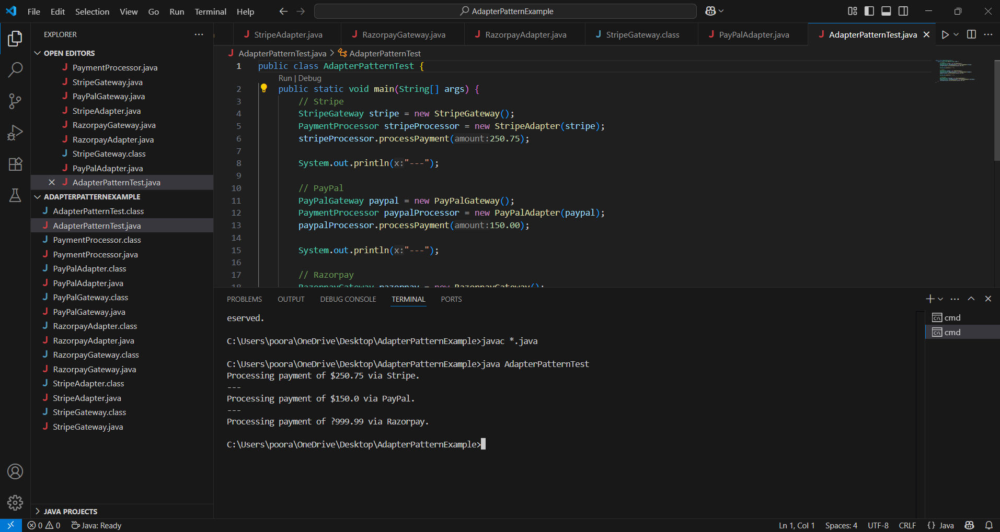 File Edit Selection View Go Run Terminal Help
AdapterPatternExample
EXPLORER
OPEN EDITORS
PaymentProcessor.java
StripeGateway.java
PayPalGateway.java
StripeAdapter.java
RazorpayGateway.java
RazorpayAdapter.java
StripeGateway.class
PayPalAdapter.java
AdapterPatternTest.java
ADAPTERPATTERNEXAMPLE
AdapterPatternTest.class
AdapterPatternTest.java
PaymentProcessor.class
PaymentProcessor.java
PayPalAdapter.class
PayPalAdapter.java
PayPalGateway.class
PayPalGateway.java
RazorpayAdapter.class
RazorpayAdapter.java
RazorpayGateway.class
RazorpayGateway.java
StripeAdapter.class
StripeAdapter.java
StripeGateway.class
StripeGateway.java
JAVA PROJECTS
StripeAdapter.java RazorpayGateway.java RazorpayAdapter.java StripeGateway.class PayPalAdapter.java AdapterPatternTest.java
AdapterPatternTest.java > AdapterPatternTest
1 public class AdapterPatternTest {
Run | Debug
2 public static void main(String[] args) {
3 // Stripe
4 StripeGateway stripe = new StripeGateway();
5 PaymentProcessor stripeProcessor = new StripeAdapter(stripe);
6 stripeProcessor.processPayment(amount:250.75);
7
8 System.out.println(x:"---");
9
10 // PayPal
11 PayPalGateway paypal = new PayPalGateway();
12 PaymentProcessor paypalProcessor = new PayPalAdapter(paypal);
13 paypalProcessor.processPayment(amount:150.00);
14
15 System.out.println(x:"---");
16
17 // Razorpay
18 RazorpayGateway razorpay = new RazorpayGateway();
PROBLEMS OUTPUT DEBUG CONSOLE TERMINAL PORTS
eserved.
C:\Users\poora\OneDrive\Desktop\AdapterPatternExample>javac *.java
C:\Users\poora\OneDrive\Desktop\AdapterPatternExample>java AdapterPatternTest
Processing payment of $250.75 via Stripe.
---
Processing payment of $150.0 via PayPal.
---
Processing payment of ?999.99 via Razorpay.
C:\Users\poora\OneDrive\Desktop\AdapterPatternExample>
cmd
cmd
0 0 Java: Ready
Ln 1, Col 1 Spaces: 4 UTF-8 CRLF {} Java